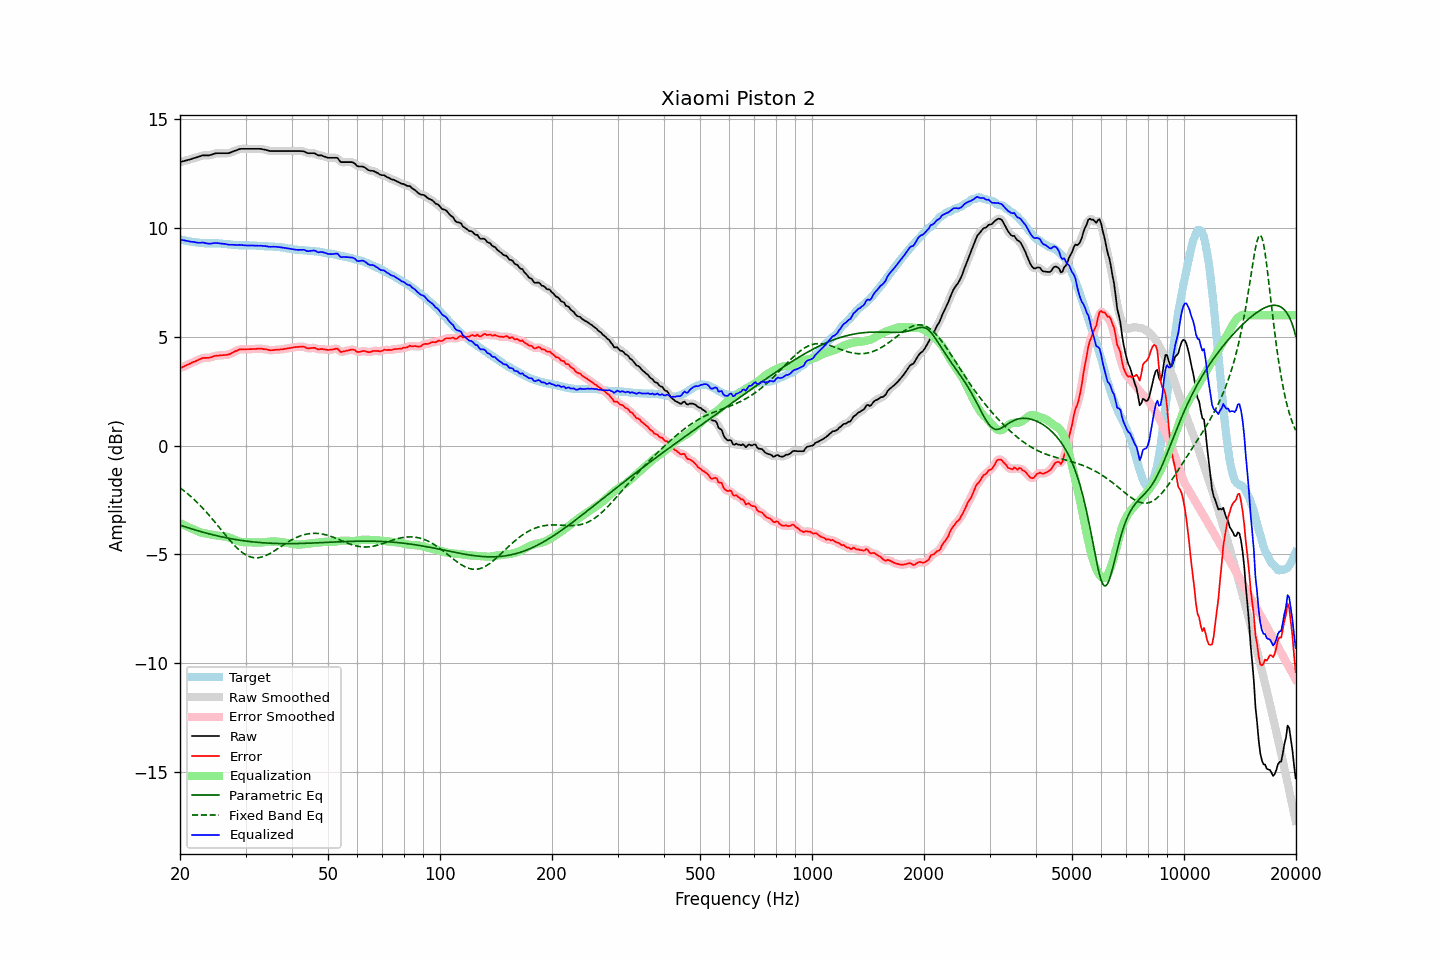 Xiaomi Piston 2
15
10
5
0
−5
−10
−15
Amplitude (dBr)
Target
Raw Smoothed
Error Smoothed
Raw
Error
Equalization
Parametric Eq
Fixed Band Eq
Equalized
20 50 100 200 500 1000 2000 5000 10000 20000
Frequency (Hz)